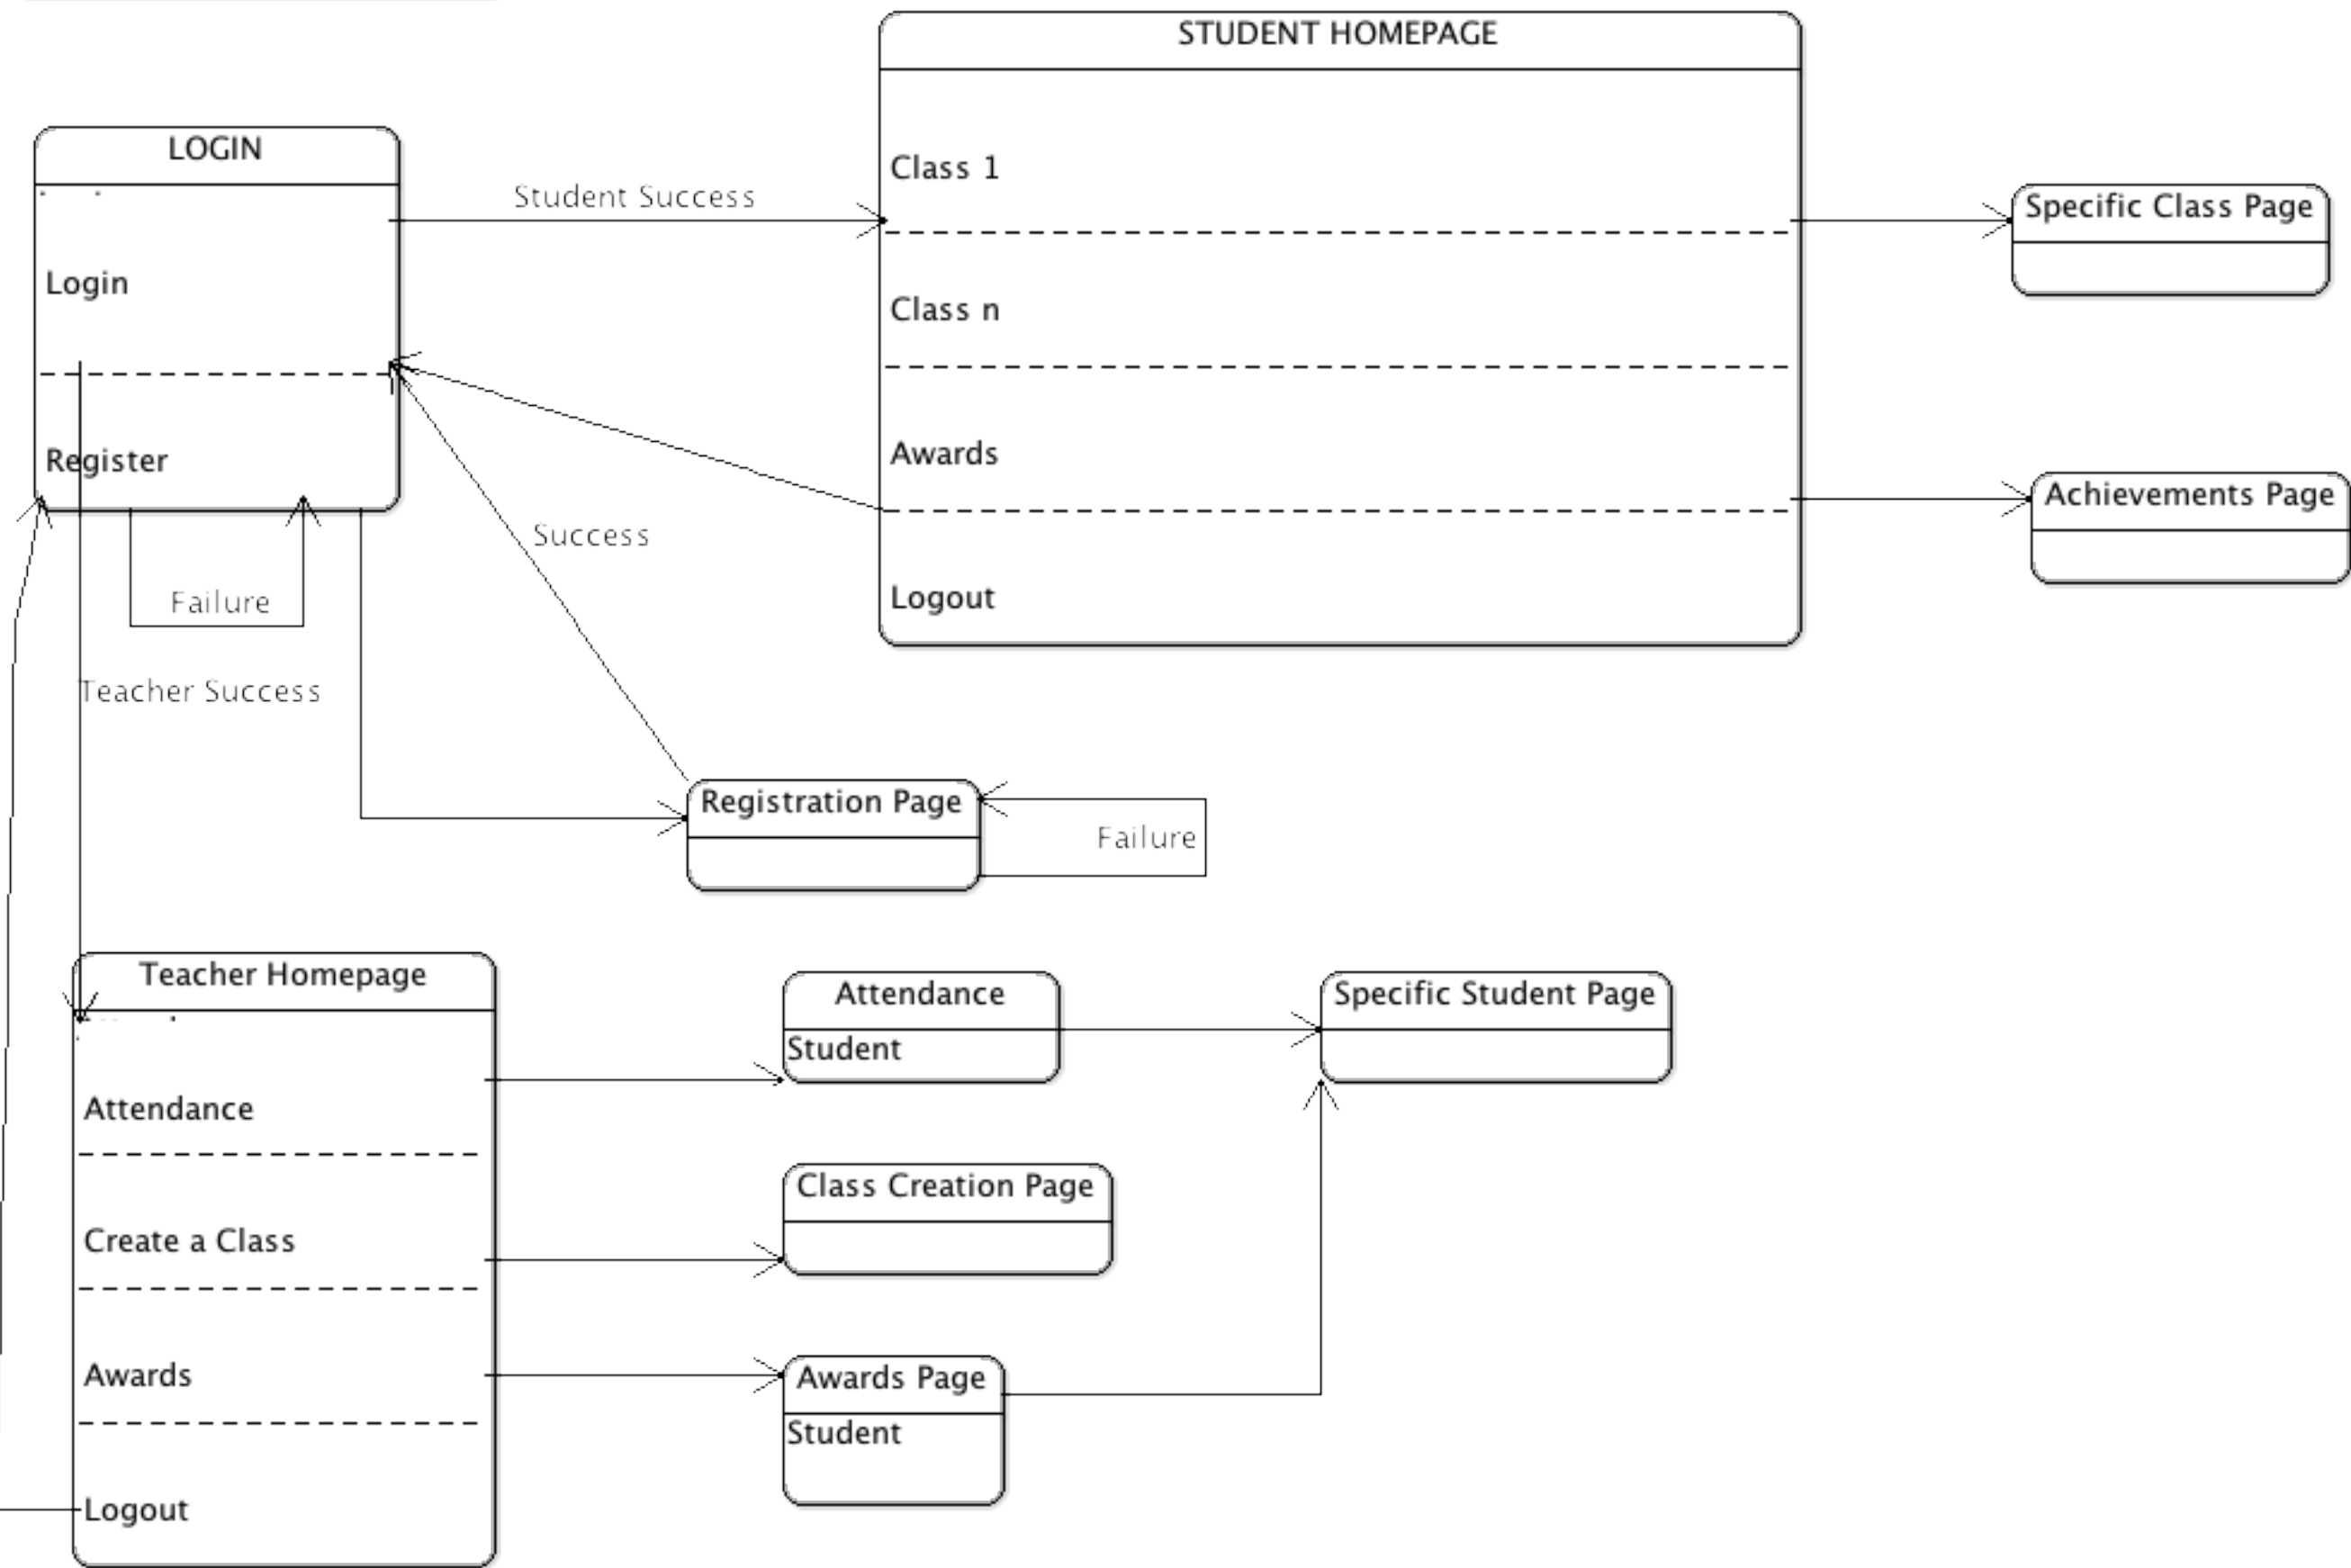 STUDENT HOMEPAGE
Class 1
Class n
Awards
Logout
LOGIN
Login
Register
Student Success
Specific Class Page
Achievements Page
Success
Failure
Teacher Success
Registration Page
Failure
Teacher Homepage
Attendance
Create a Class
Awards
Logout
Attendance
Student
Specific Student Page
Class Creation Page
Awards Page
Student